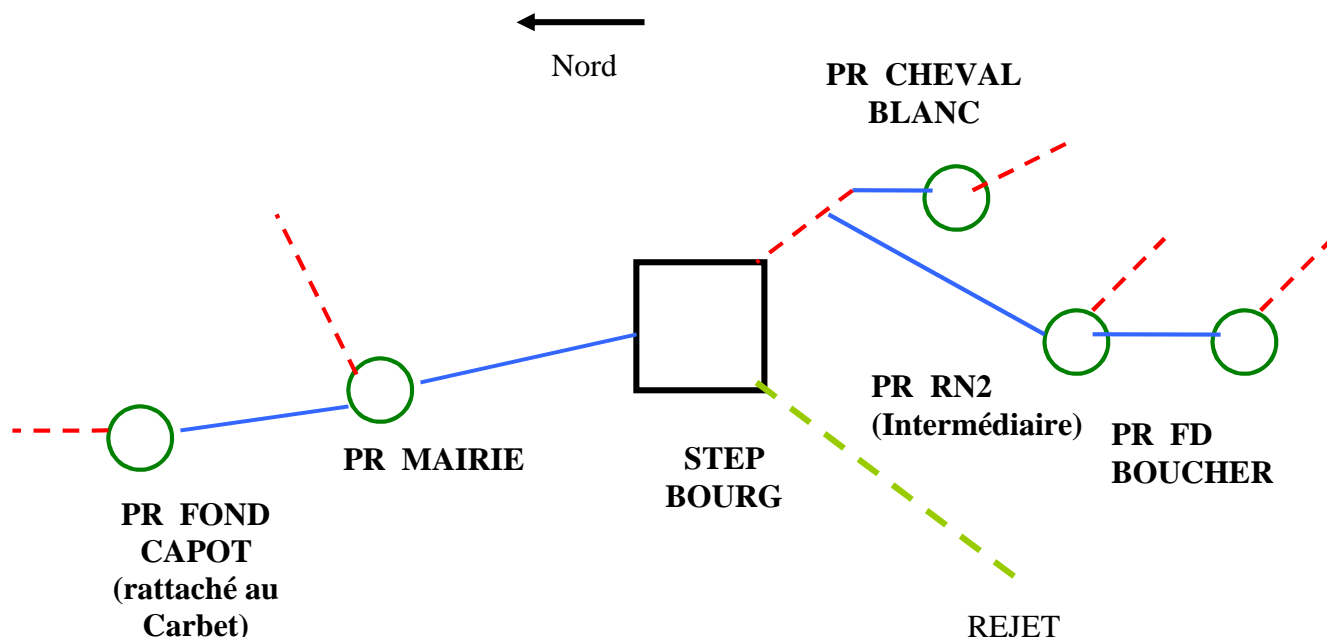 Nord
PR CHEVAL
BLANC
PR RN2
(Intermédiaire)
PR FD
BOUCHER
PR MAIRIE
STEP
BOURG
PR FOND
CAPOT
(rattaché au
Carbet)
REJET